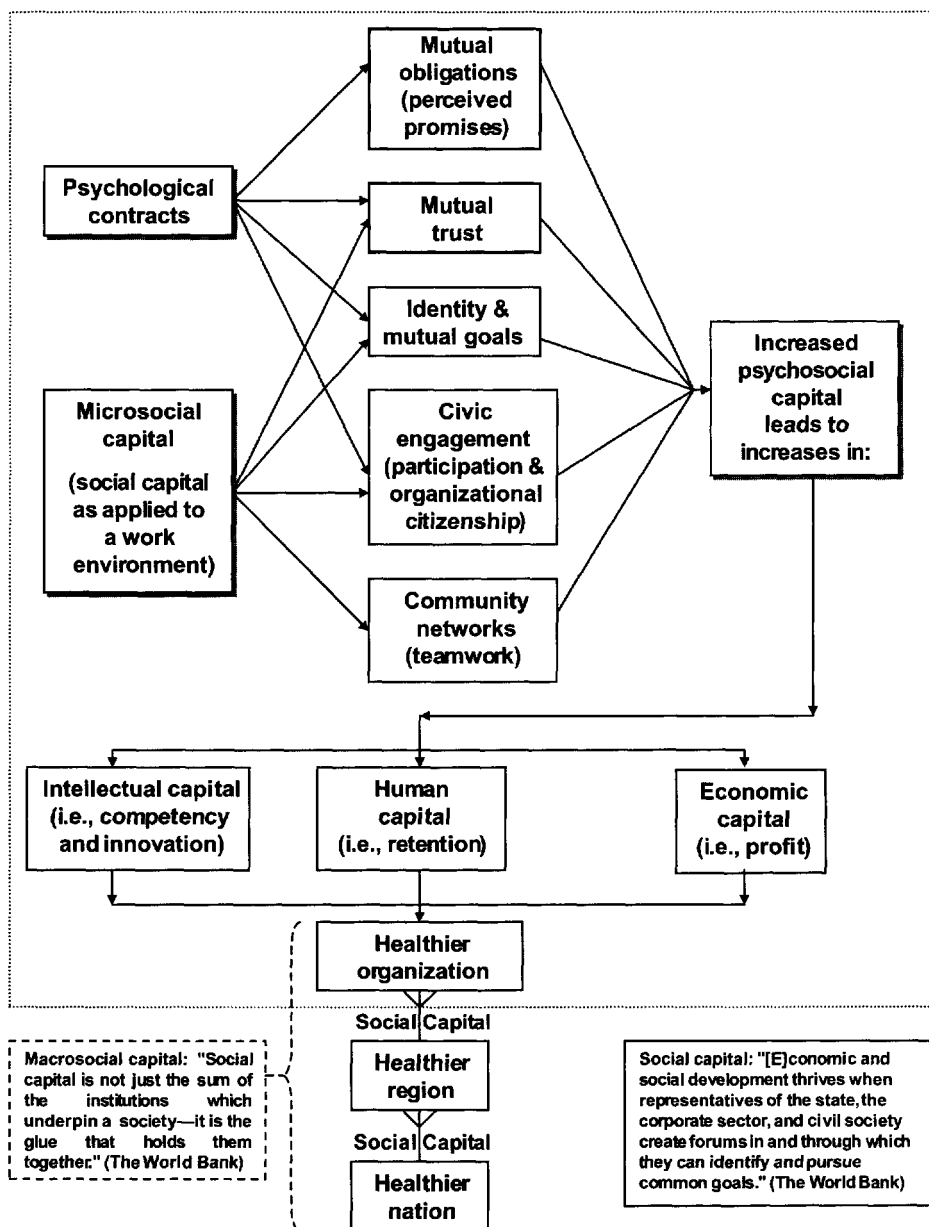 Mutual
obligations
(perceived
promises)
Psychological
contracts
Mutual
trust
Identity &
mutual goals
Microsocial
capital
(social capital
as applied to
a work
environment)
Civic
engagement
(participation &
organizational
citizenship)
Community
networks
(teamwork)
Increased
psychosocial
capital
leads to
increases in:
Intellectual capital
(i.e., competency
and innovation)
Human
capital
(i.e., retention)
Economic
capital
(i.e., profit)
Healthier
organization
Social Capital
Healthier
region
Social Capital
Healthier
nation
Macrosocial capital: "Social
capital is not just the sum of
the institutions which
underpin a society—it is the
glue that holds them
together." (The World Bank)
Social capital: "[E]conomic and
social development thrives when
representatives of the state, the
corporate sector, and civil society
create forums in and through which
they can identify and pursue
common goals." (The World Bank)